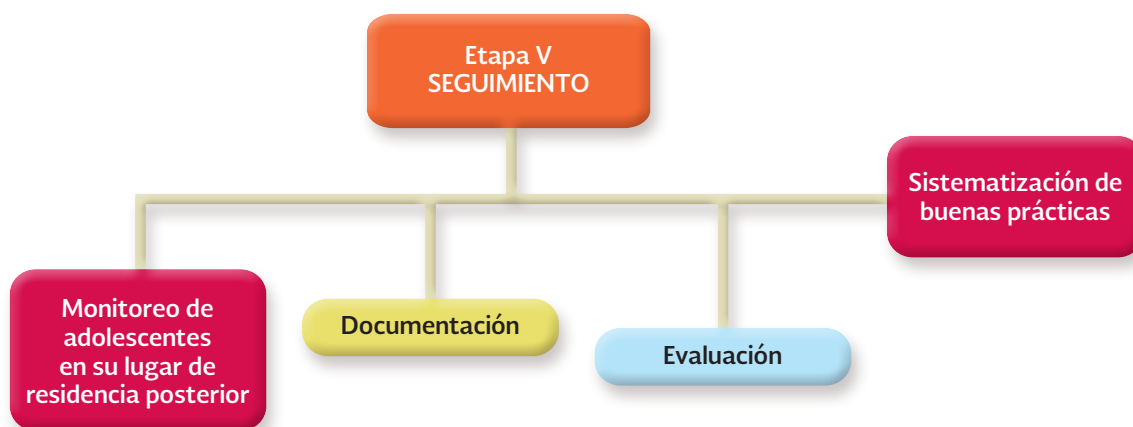 Etapa V
SEGUIMIENTO
Sistematización de
buenas prácticas
Monitoreo de
adolescentes
en su lugar de
residencia posterior
Documentación
Evaluación